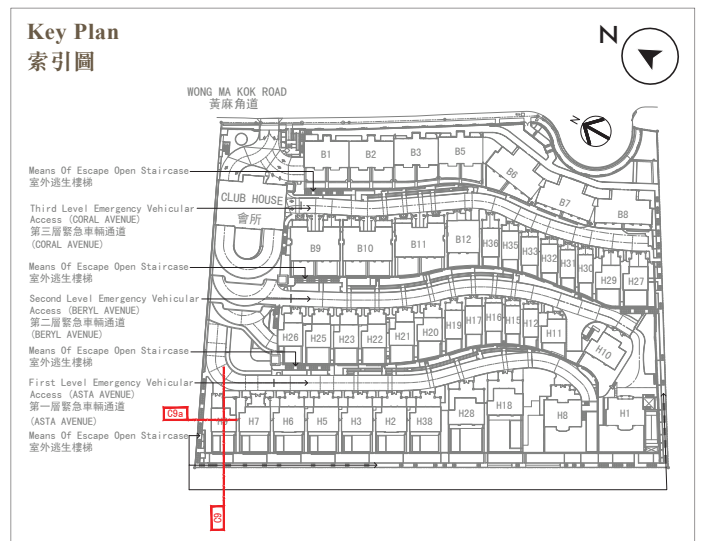 Key Plan
索引圖
N
WONG MA KOK ROAD
黃麻角道
N
B1 B2 B3 B5
B6
B7
B8
Means Of Escape Open Staircase
室外逃生樓梯
CLUB HOUSE
會所
Third Level Emergency Vehicular
Access (CORAL AVENUE)
第三層緊急車輛通道
(CORAL AVENUE)
B9 B10 B11 B12 H36 H35 H33 H32 H31 H30 H29 H27
Means Of Escape Open Staircase
室外逃生樓梯
Second Level Emergency Vehicular
Access (BERYL AVENUE)
第二層緊急車輛通道
(BERYL AVENUE)
H26 H25 H23 H22 H21 H20 H19 H17 H16 H15 H12 H11
H10
Means Of Escape Open Staircase
室外逃生樓梯
First Level Emergency Vehicular
Access (ASTA AVENUE)
第一層緊急車輛通道
(ASTA AVENUE)
C9a
H7 H6 H5 H3 H2 H38 H28 H18 H8 H1
Means Of Escape Open Staircase
室外逃生樓梯
C9